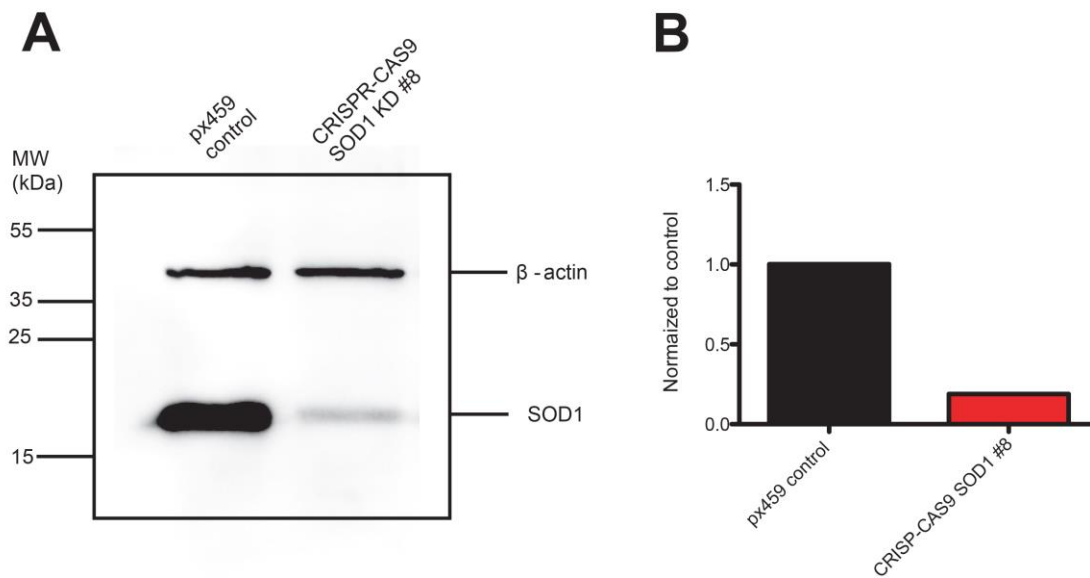 A
B
px459
control
CRISPR-CAS9
SOD1 KD #8
MW
(kDa)
55
35
25
15
β - actin
SOD1
Normaized to control
1.5
1.0
0.5
0.0
px459 control
CRISP-CAS9 SOD1 #8